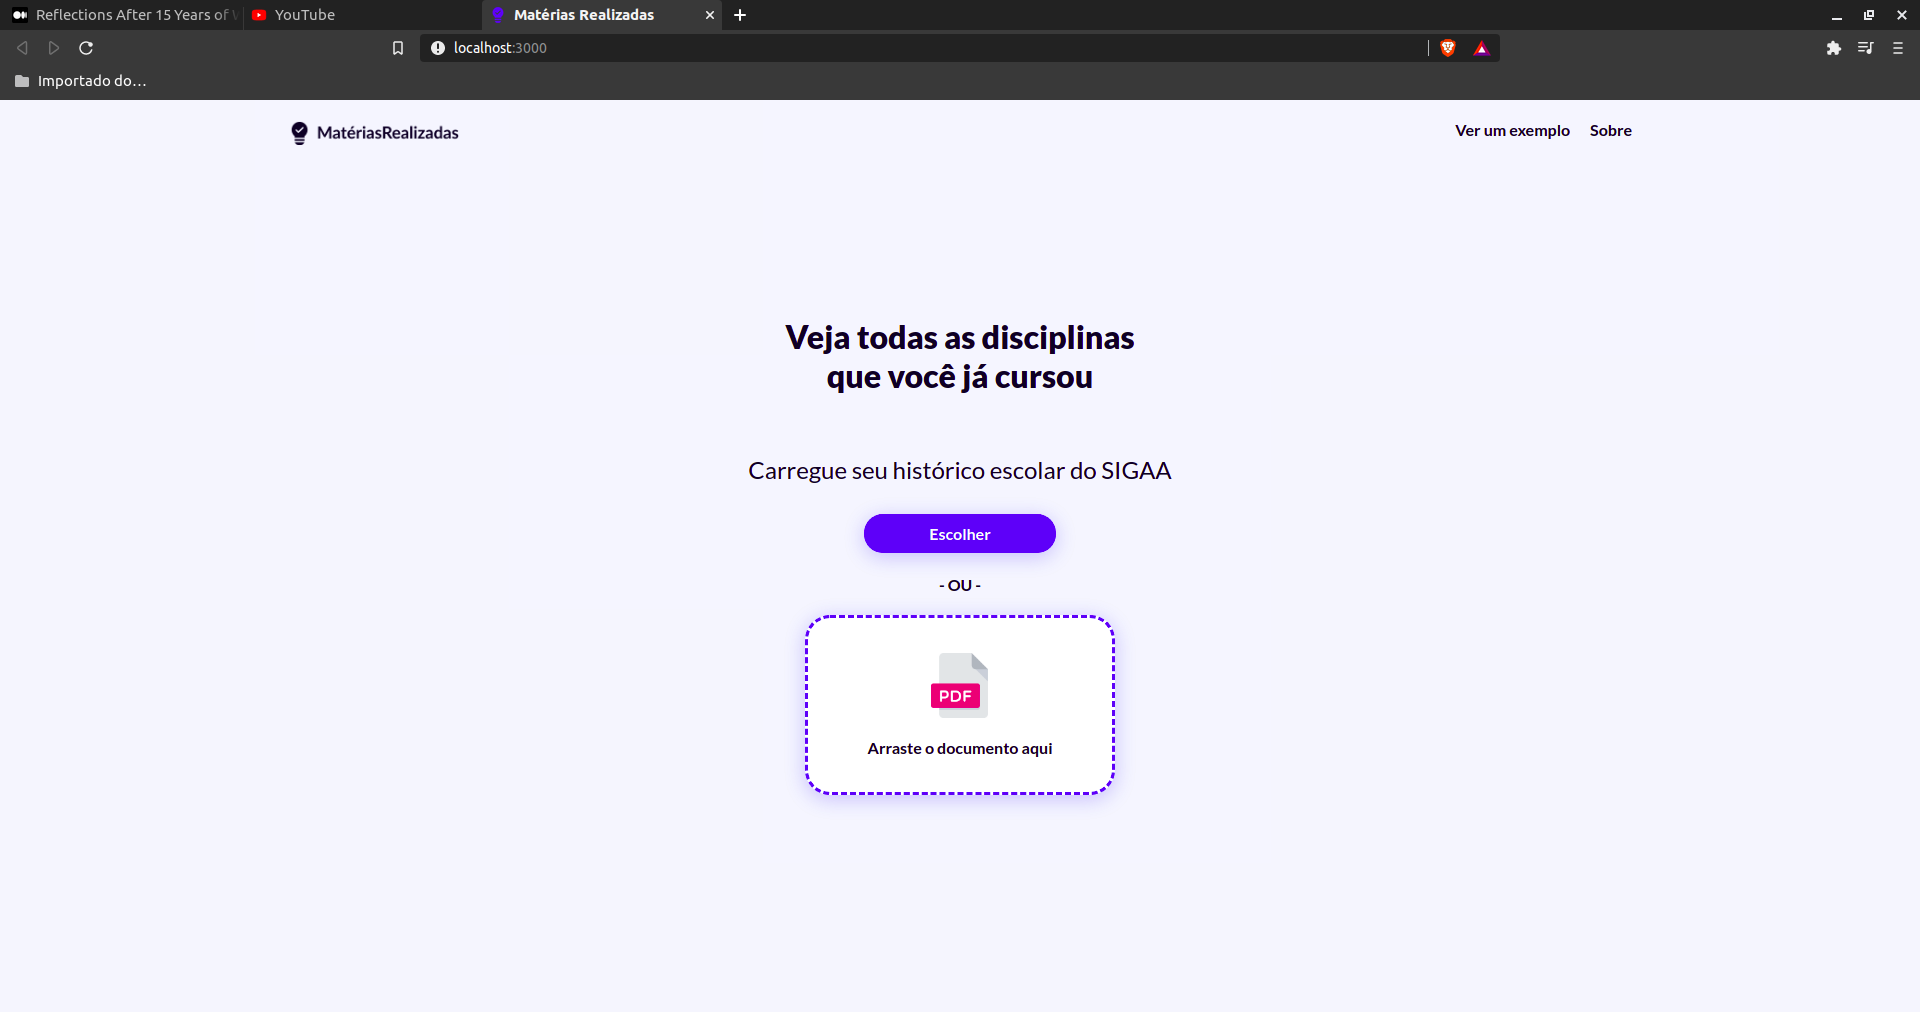 Reflections After 15 Years of
YouTube
Matérias Realizadas
localhost:3000
Importado do...
MatériasRealizadas
Ver um exemplo
Sobre
Veja todas as disciplinas
que você já cursou
Carregue seu histórico escolar do SIGAA
Escolher
- OU -
PDF
Arraste o documento aqui